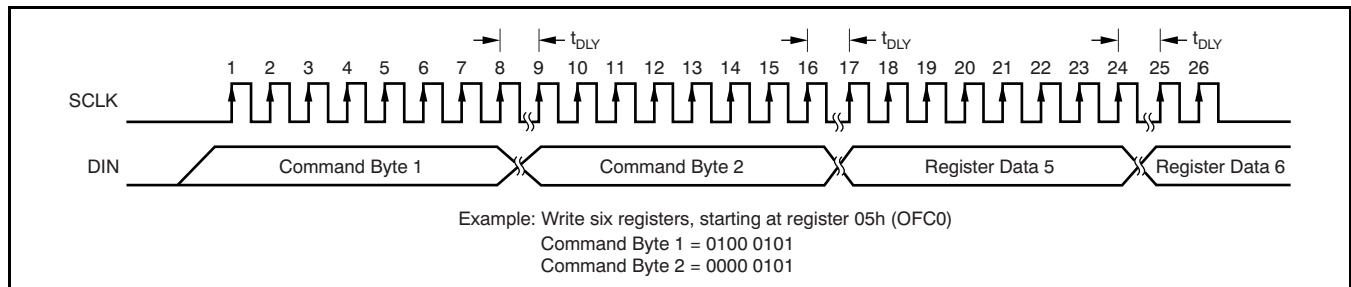 t_DLY t_DLY t_DLY
1 2 3 4 5 6 7 8 9 10 11 12 13 14 15 16 17 18 19 20 21 22 23 24 25 26
SCLK
DIN Command Byte 1 Command Byte 2 Register Data 5 Register Data 6
Example: Write six registers, starting at register 05h (OFC0)
Command Byte 1 = 0100 0101
Command Byte 2 = 0000 0101